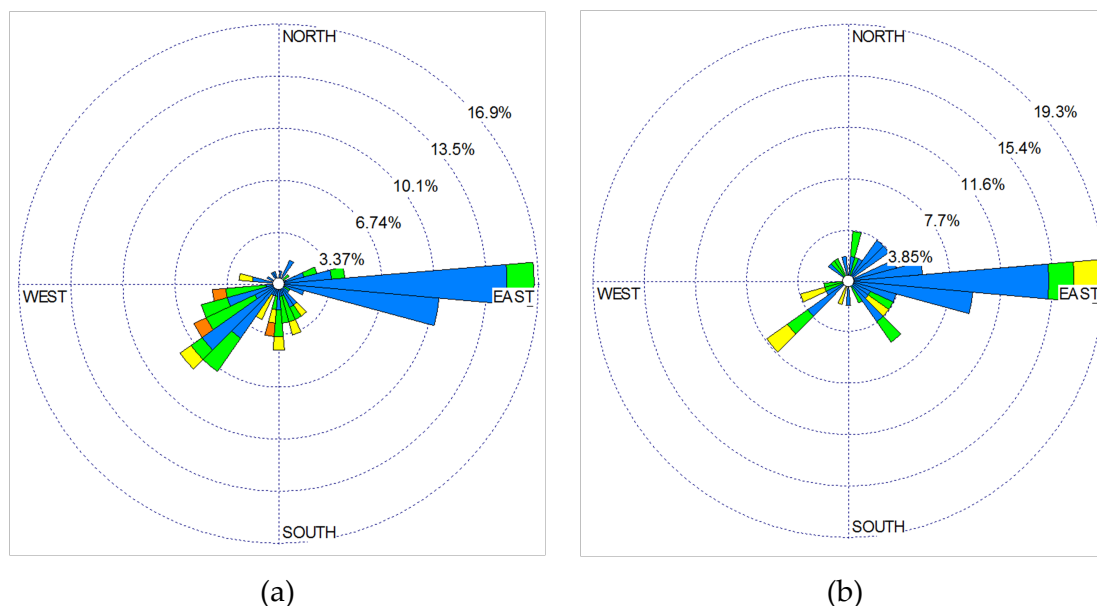 NORTH
16.9%
13.5%
10.1%
6.74%
3.37%
WEST
EAST
SOUTH
(a)
NORTH
19.3%
15.4%
11.6%
7.7%
3.85%
WEST
EAST
SOUTH
(b)